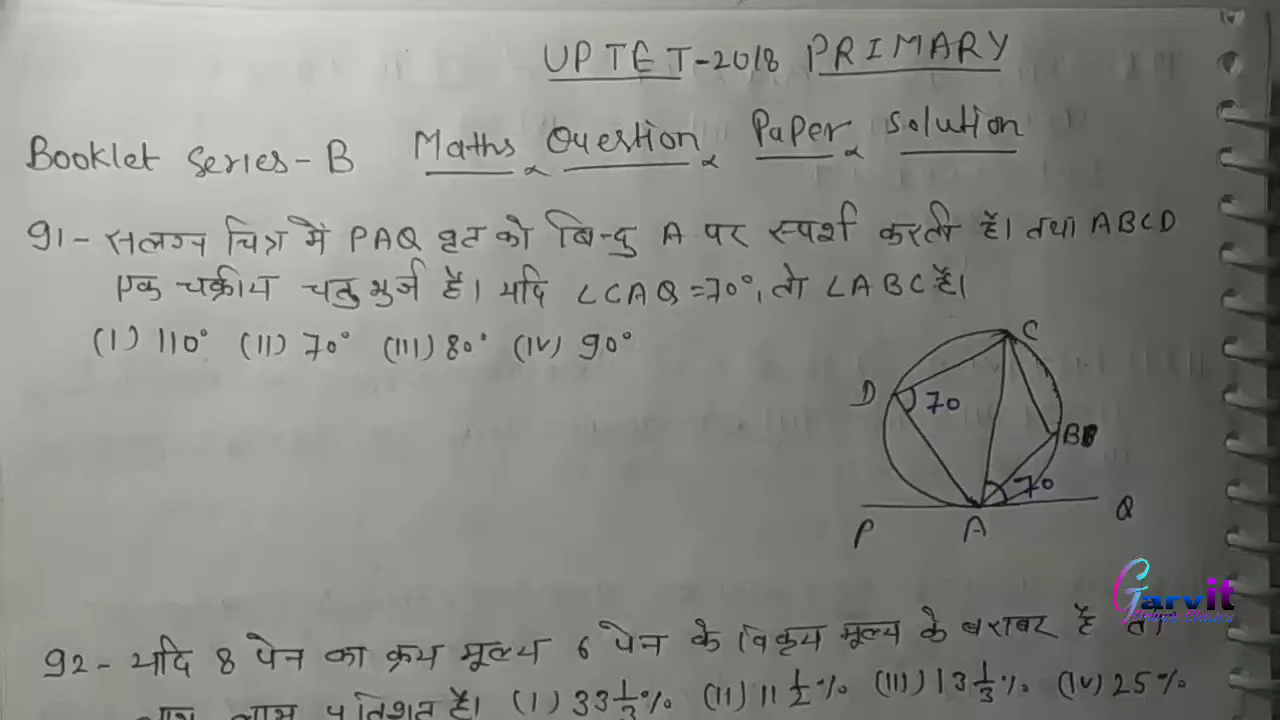 UPTET-2018 PRIMARY
Booklet Series-B Maths Question Paper Solution
91- सलग्न चित्र में PAQ वृत को बिन्दु A पर स्पर्श करती है। तथा ABCD
एक चक्रीय चतुर्भुर्ज है। यदि ∠CAQ=70°, तो ∠ABC है।
(I) 110° (II) 70° (III) 80° (IV) 90°
C
D 70
B
70
P A Q
Garvit
92- यदि 8 पेन का क्रय मूल्य 6 पेन के विक्रय मूल्य के बराबर है तो
लाभ प्रतिशत है। (I) 33 1/3% (II) 11 1/2% (III) 13 1/3% (IV) 25%